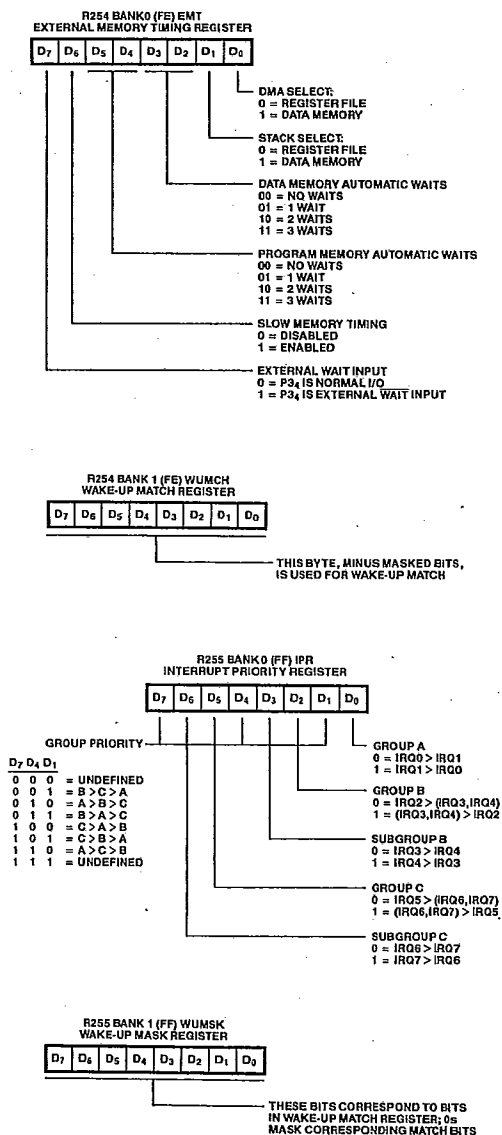 R254 BANK0 (FE) EMT
EXTERNAL MEMORY TIMING REGISTER
D7 D6 D5 D4 D3 D2 D1 D0
DMA SELECT:
0 = REGISTER FILE
1 = DATA MEMORY
STACK SELECT:
0 = REGISTER FILE
1 = DATA MEMORY
DATA MEMORY AUTOMATIC WAITS
00 = NO WAITS
01 = 1 WAIT
10 = 2 WAITS
11 = 3 WAITS
PROGRAM MEMORY AUTOMATIC WAITS
00 = NO WAITS
01 = 1 WAIT
10 = 2 WAITS
11 = 3 WAITS
SLOW MEMORY TIMING
0 = DISABLED
1 = ENABLED
EXTERNAL WAIT INPUT
0 = P34 IS NORMAL I/O
1 = P34 IS EXTERNAL WAIT INPUT
R254 BANK 1 (FE) WUMCH
WAKE-UP MATCH REGISTER
D7 D6 D5 D4 D3 D2 D1 D0
THIS BYTE, MINUS MASKED BITS,
IS USED FOR WAKE-UP MATCH
R255 BANK0 (FF) IPR
INTERRUPT PRIORITY REGISTER
D7 D6 D5 D4 D3 D2 D1 D0
GROUP PRIORITY
D7 D4 D1
0 0 0 = UNDEFINED
0 0 1 = B > C > A
0 1 0 = A > B > C
0 1 1 = B > A > C
1 0 0 = C > A > B
1 0 1 = C > B > A
1 1 0 = A > C > B
1 1 1 = UNDEFINED
GROUP A
0 = IRQ0 > IRQ1
1 = IRQ1 > IRQ0
GROUP B
0 = IRQ2 > (IRQ3, IRQ4)
1 = (IRQ3, IRQ4) > IRQ2
SUBGROUP B
0 = IRQ3 > IRQ4
1 = IRQ4 > IRQ3
GROUP C
0 = IRQ5 > (IRQ6, IRQ7)
1 = (IRQ6, IRQ7) > IRQ5
SUBGROUP C
0 = IRQ6 > IRQ7
1 = IRQ7 > IRQ6
R255 BANK 1 (FF) WUMSK
WAKE-UP MASK REGISTER
D7 D6 D5 D4 D3 D2 D1 D0
THESE BITS CORRESPOND TO BITS
IN WAKE-UP MATCH REGISTER; 0s
MASK CORRESPONDING MATCH BITS